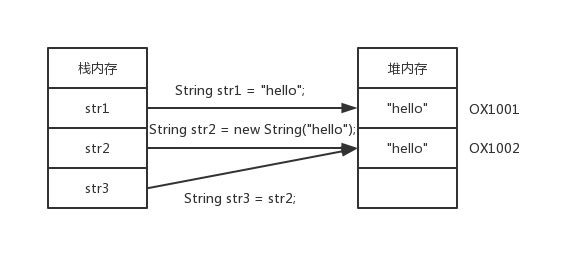 栈内存
堆内存
String str1 = "hello";
str1
"hello"
OX1001
String str2 = new String("hello");
str2
"hello"
OX1002
str3
String str3 = str2;